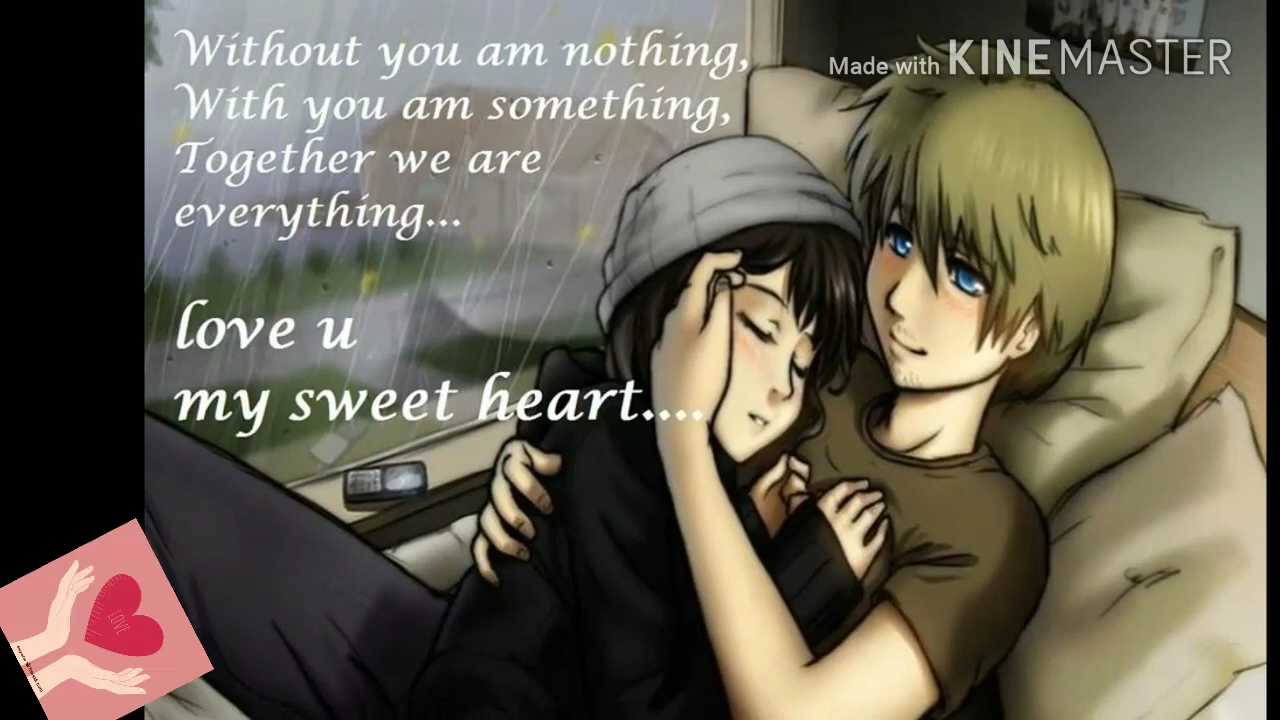 Without you am nothing,
With you am something,
Together we are
everything...
love u
my sweet heart....
Made with KINEMASTER
LOVE